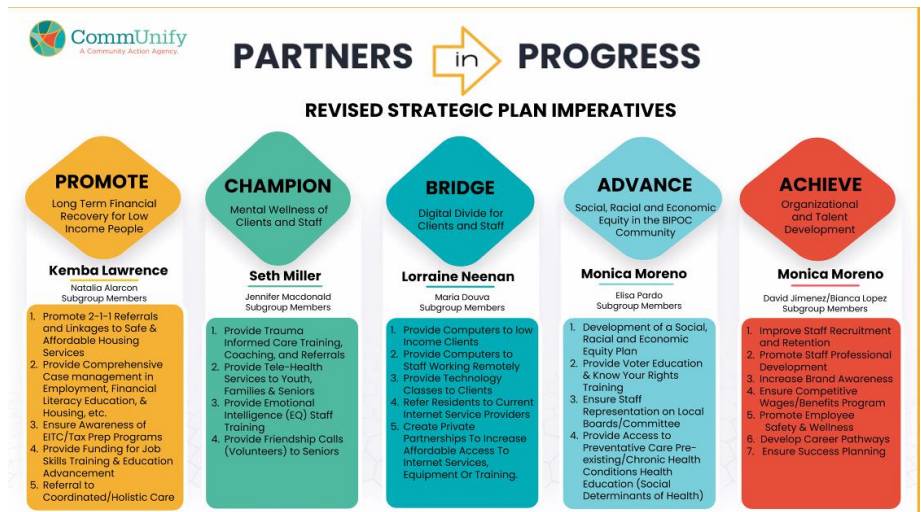 CommUnify
A Community Action Agency.
PARTNERS in PROGRESS
REVISED STRATEGIC PLAN IMPERATIVES
PROMOTE
Long Term Financial
Recovery for Low
Income People
Kemba Lawrence
Natalia Alarcon
Subgroup Members
1. Promote 2-1-1 Referrals
and Linkages to Safe &
Affordable Housing
Services
2. Provide Comprehensive
Case management in
Employment, Financial
Literacy Education, &
Housing, etc.
3. Ensure Awareness of
EITC/Tax Prep Programs
4. Provide Funding for Job
Skills Training & Education
Advancement
5. Referral to
Coordinated/Holistic Care
CHAMPION
Mental Wellness of
Clients and Staff
Seth Miller
Jennifer Macdonald
Subgroup Members
1. Provide Trauma
Informed Care Training,
Coaching, and Referrals
2. Provide Tele-Health
Services to Youth,
Families & Seniors
3. Provide Emotional
Intelligence (EQ) Staff
Training
4. Provide Friendship Calls
(Volunteers) to Seniors
BRIDGE
Digital Divide for
Clients and Staff
Lorraine Neenan
Maria Douva
Subgroup Members
1. Provide Computers to low
Income Clients
2. Provide Computers to
Staff Working Remotely
3. Provide Technology
Classes to Clients
4. Refer Residents to Current
Internet Service Providers
5. Create Private
Partnerships To Increase
Affordable Access To
Internet Services,
Equipment Or Training.
ADVANCE
Social, Racial and Economic
Equity in the BIPOC
Community
Monica Moreno
Elisa Pardo
Subgroup Members
1. Development of a Social,
Racial and Economic
Equity Plan
2. Provide Voter Education
& Know Your Rights
Training
3. Ensure Staff
Representation on Local
Boards/Committee
4. Provide Access to
Preventative Care Pre-
existing/Chronic Health
Conditions Health
Education (Social
Determinants of Health)
ACHIEVE
Organizational
and Talent
Development
Monica Moreno
David Jimenez/Bianca Lopez
Subgroup Members
1. Improve Staff Recruitment
and Retention
2. Promote Staff Professional
Development
3. Increase Brand Awareness
4. Ensure Competitive
Wages/Benefits Program
5. Promote Employee
Safety & Wellness
6. Develop Career Pathways
7. Ensure Success Planning